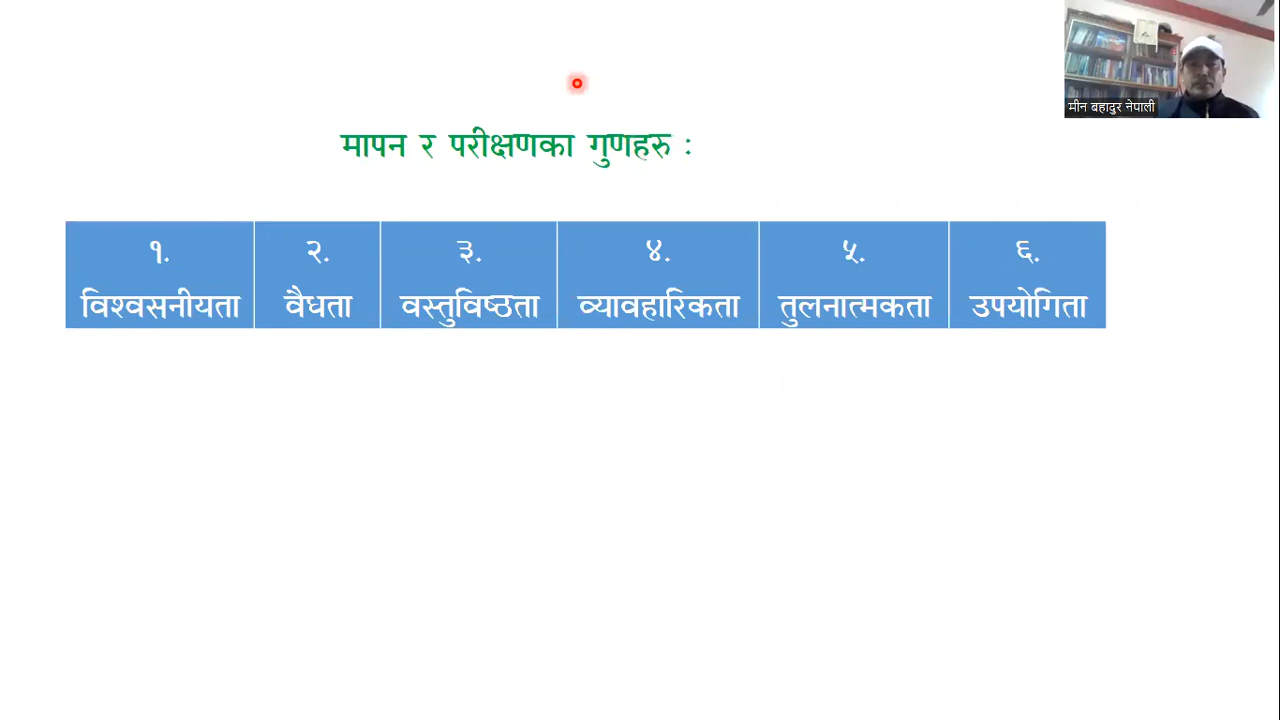 मीन बहादुर नेपाली
मापन र परीक्षणका गुणहरु :
१. २. ३. ४. ५. ६.
विश्वसनीयता वैधता वस्तुविष्ठता व्यावहारिकता तुलनात्मकता उपयोगिता